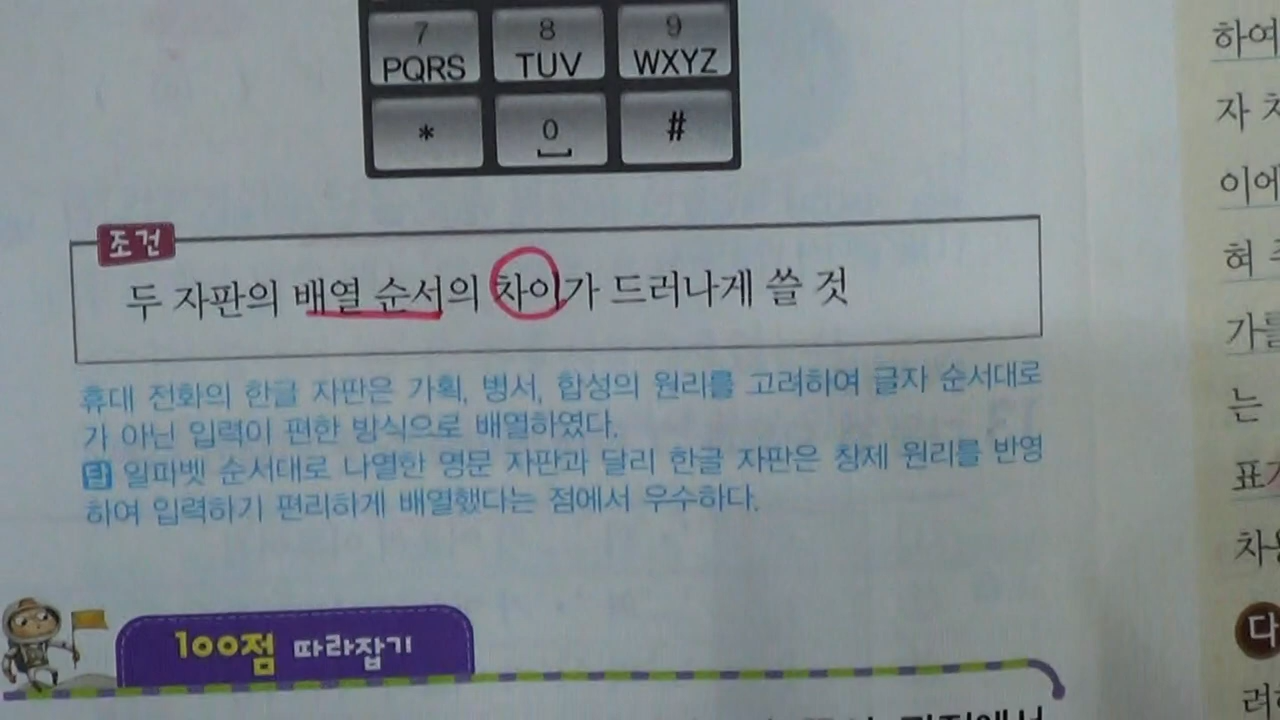 7 8 9
PQRS TUV WXYZ
* 0 #
조건
두 자판의 배열 순서의 차이가 드러나게 쓸 것
휴대 전화의 한글 자판은 가획, 병서, 합성의 원리를 고려하여 글자 순서대로
가 아닌 입력이 편한 방식으로 배열하였다.
답 알파벳 순서대로 나열한 영문 자판과 달리 한글 자판은 창제 원리를 반영
하여 입력하기 편리하게 배열했다는 점에서 우수하다.
100점 따라잡기
하여
자
이에
혀
가를
는
표기
다